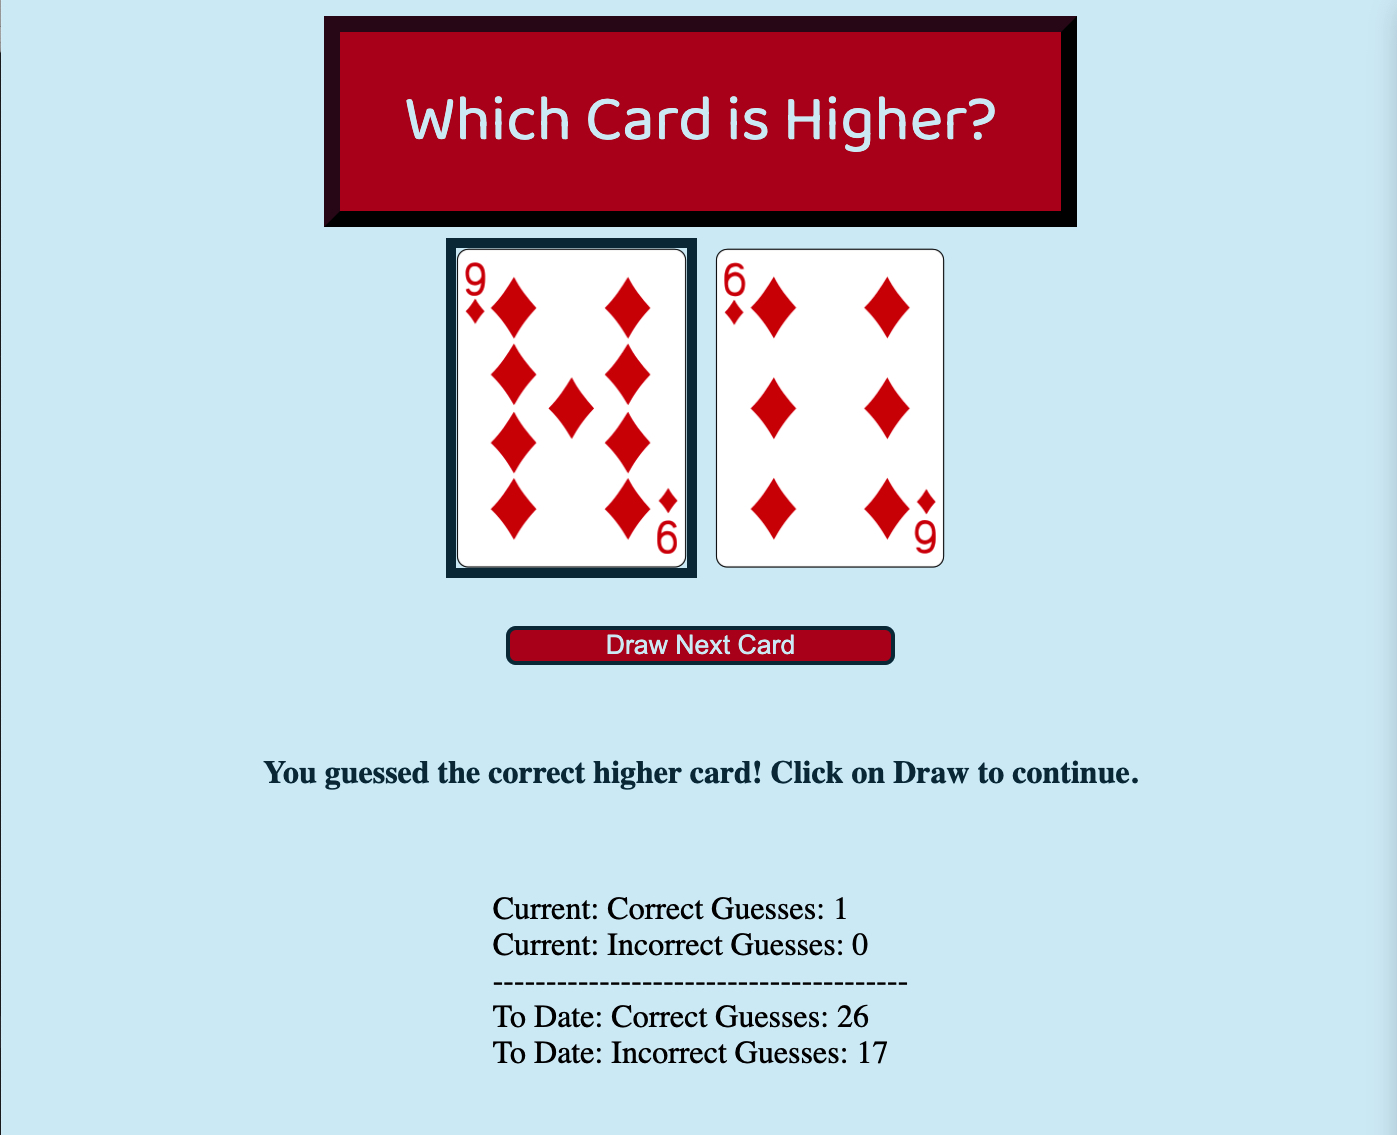 Which Card is Higher?
9
6
9
6
Draw Next Card
You guessed the correct higher card! Click on Draw to continue.
Current: Correct Guesses: 1
Current: Incorrect Guesses: 0
---------------------------------------
To Date: Correct Guesses: 26
To Date: Incorrect Guesses: 17